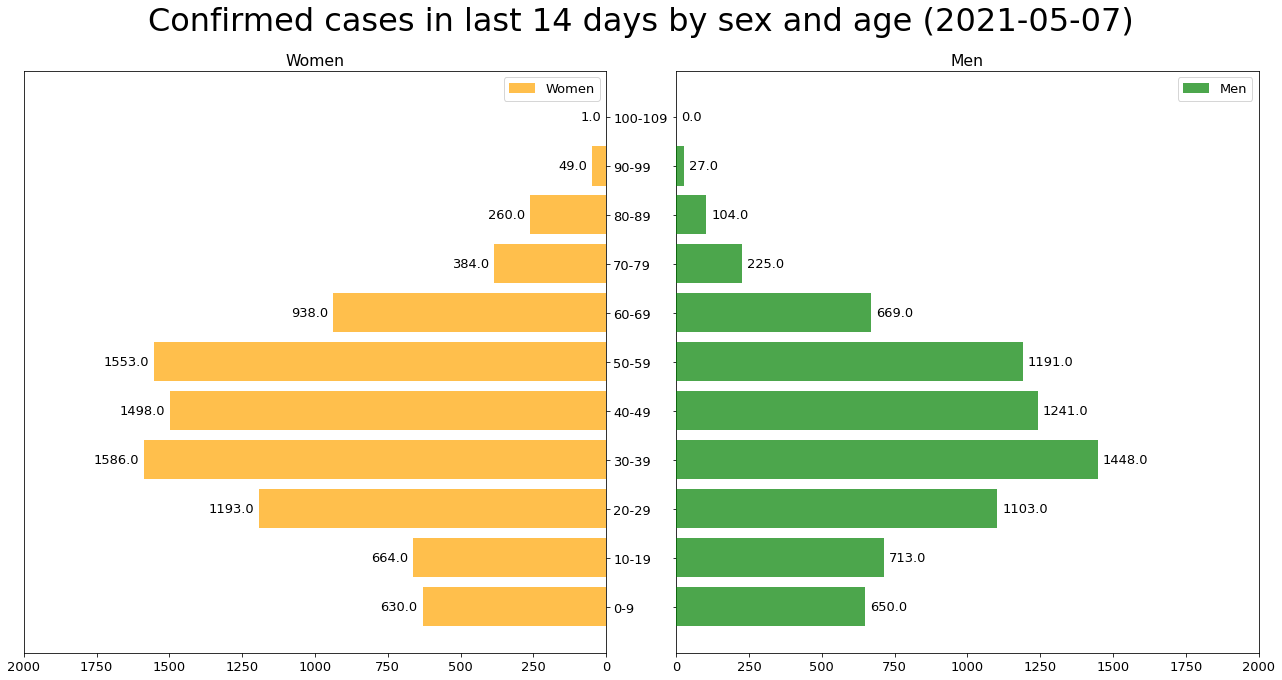 Confirmed cases in last 14 days by sex and age (2021-05-07)
Women
Men
Women
Men
1.0 100-109 0.0
49.0 90-99 27.0
260.0 80-89 104.0
384.0 70-79 225.0
938.0 60-69 669.0
1553.0 50-59 1191.0
1498.0 40-49 1241.0
1586.0 30-39 1448.0
1193.0 20-29 1103.0
664.0 10-19 713.0
630.0 0-9 650.0
2000 1750 1500 1250 1000 750 500 250 0
0 250 500 750 1000 1250 1500 1750 2000